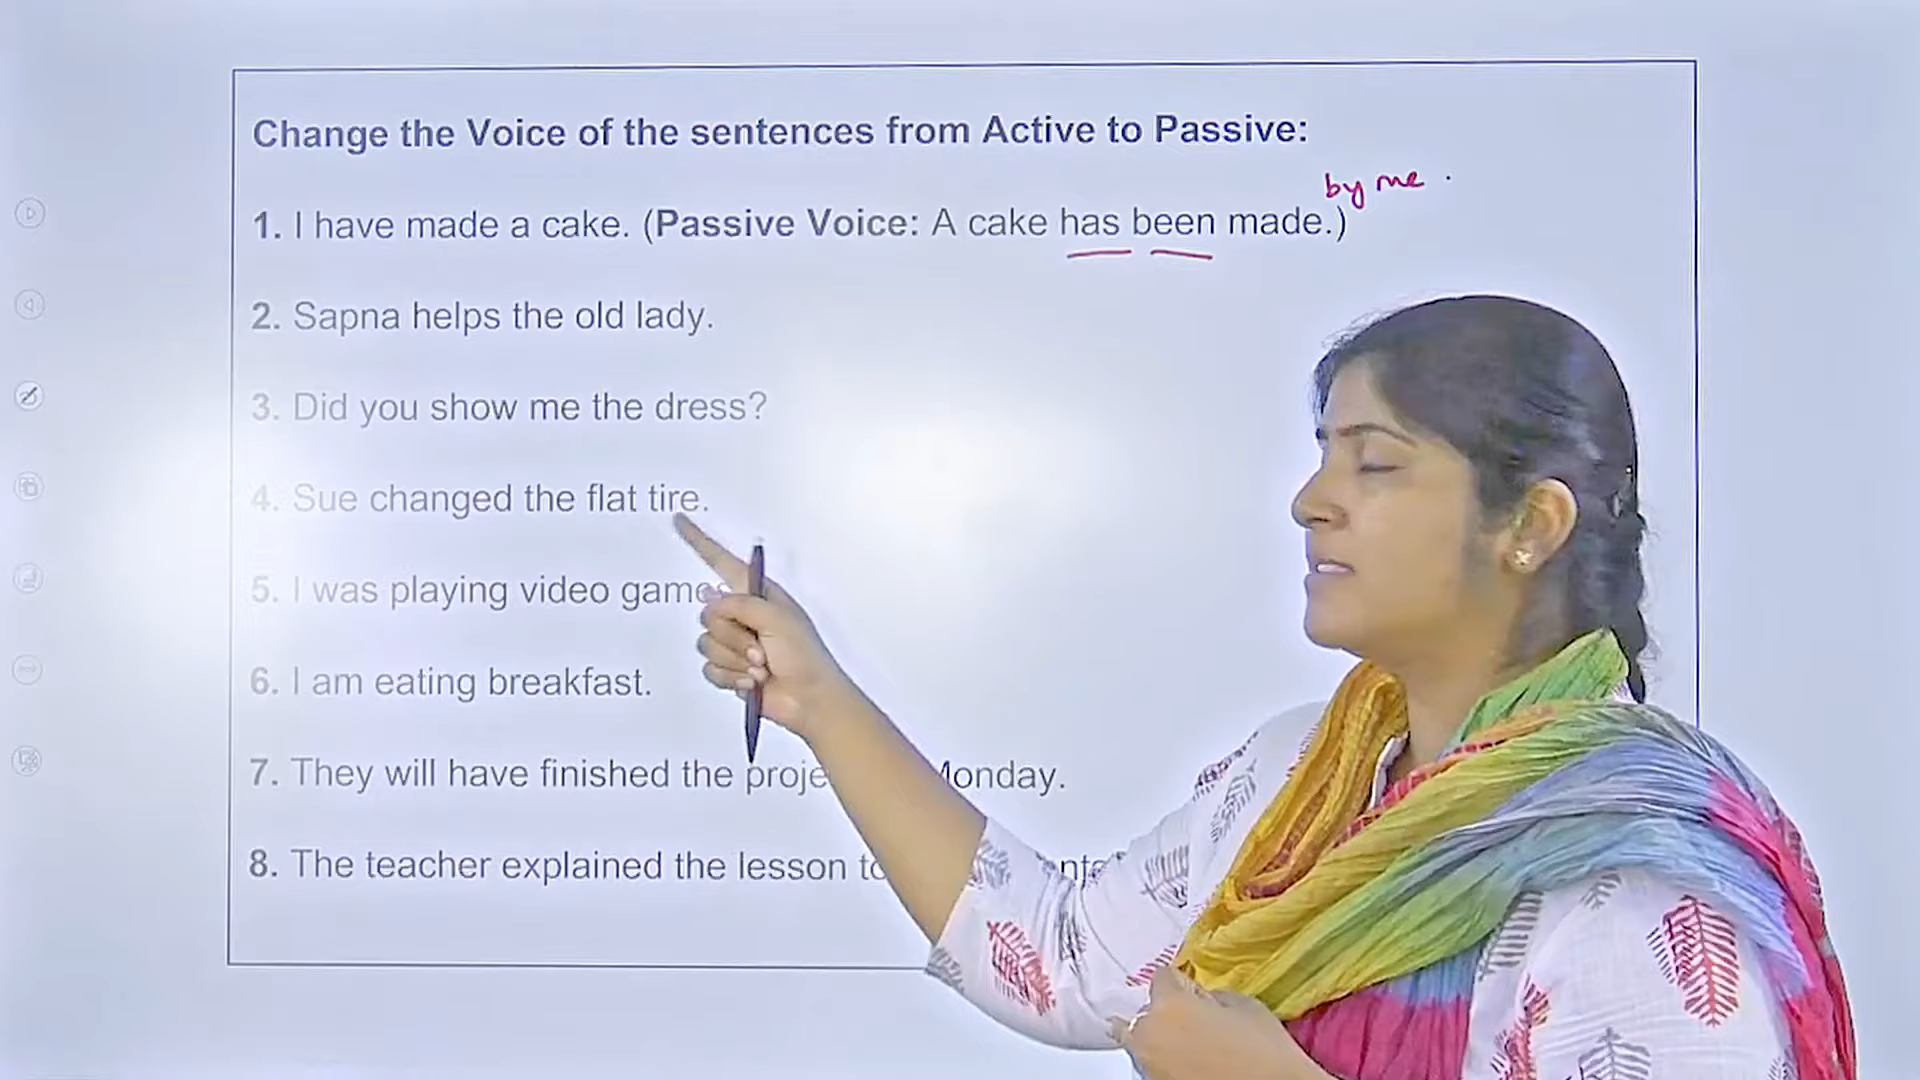 Change the Voice of the sentences from Active to Passive:
by me .
1. I have made a cake. (Passive Voice: A cake has been made.)
2. Sapna helps the old lady.
3. Did you show me the dress?
4. Sue changed the flat tire.
5. I was playing video
6. I am eating breakfast.
7. They will have finished the Monday.
8. The teacher explained the lesson